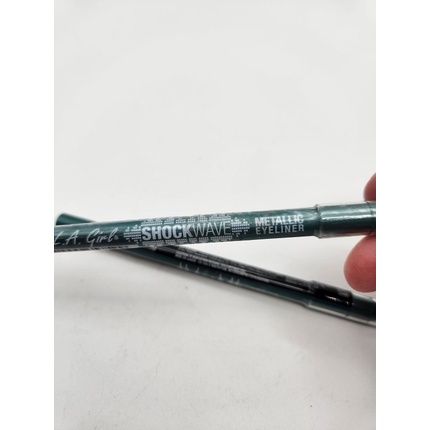 L.A. Girl
SHOCKWAVE
METALLIC
EYELINER